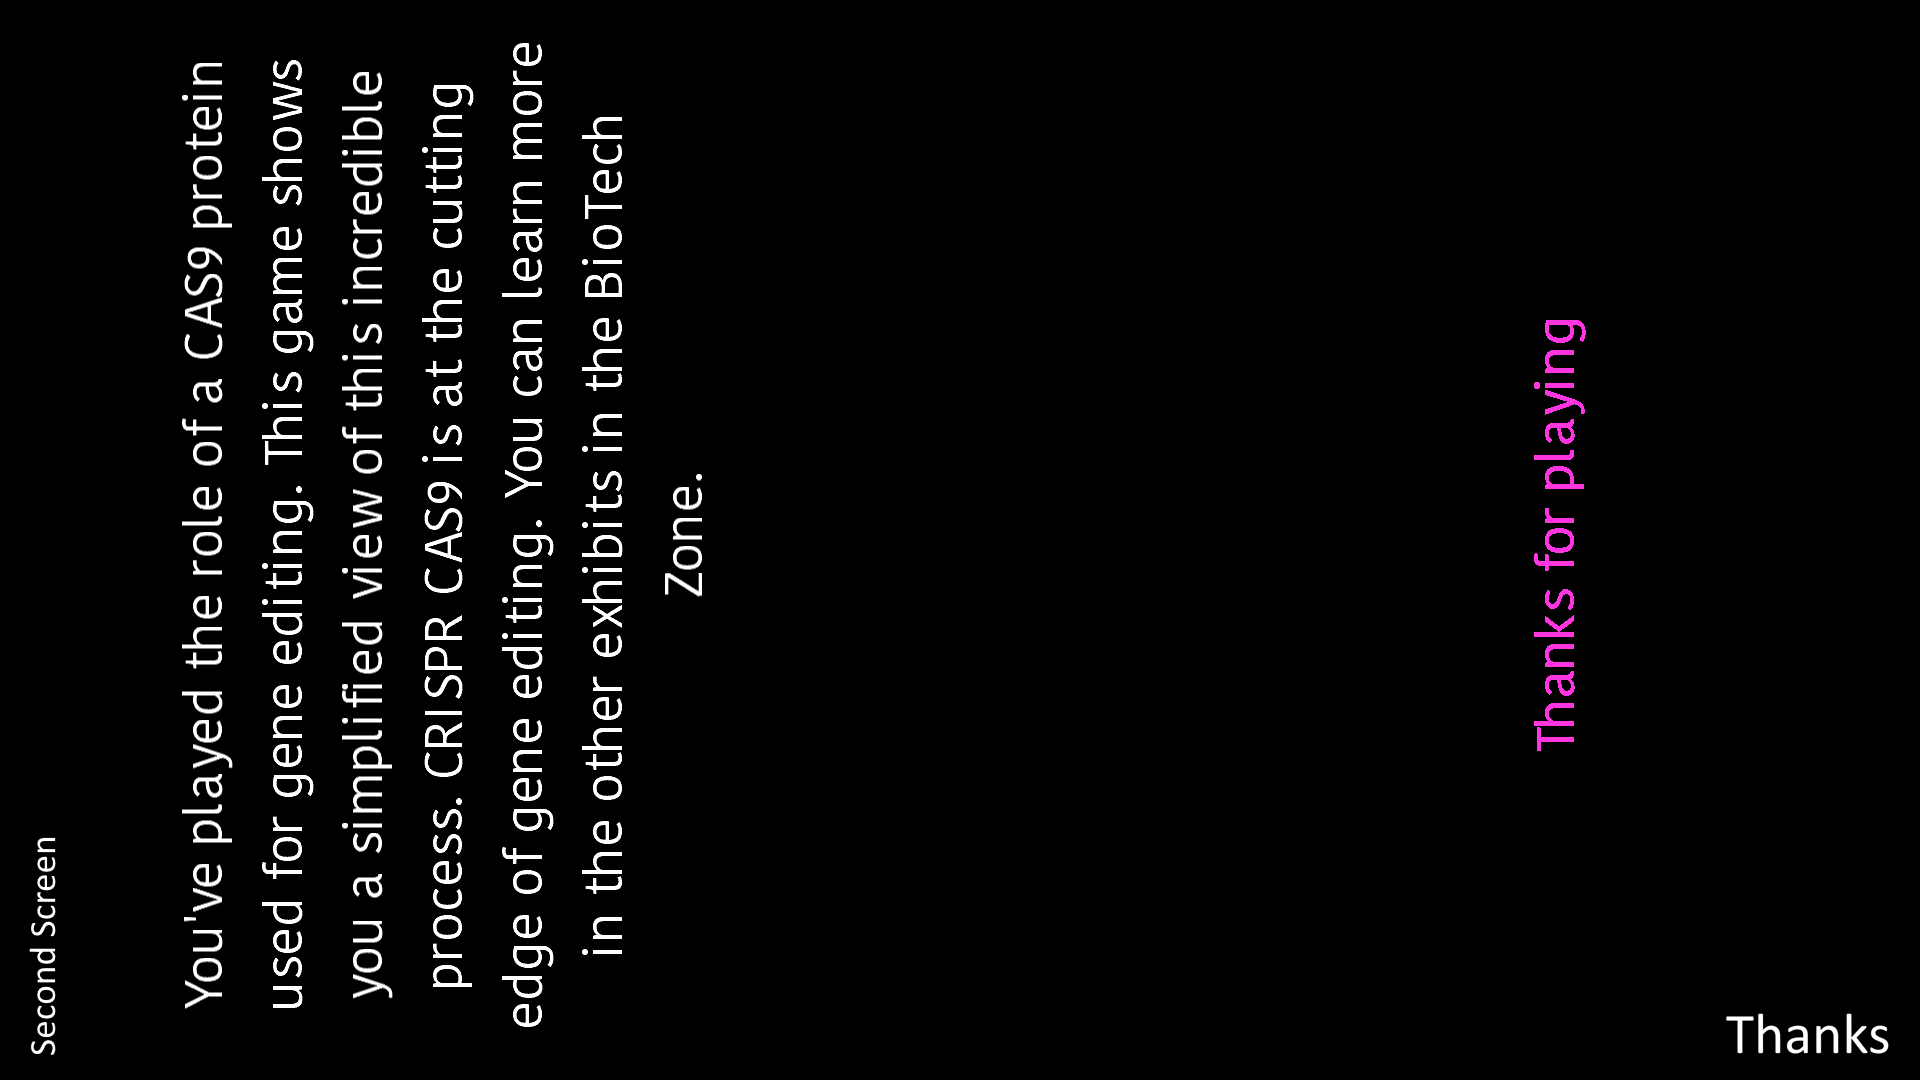 Second Screen
You've played the role of a CAS9 protein
used for gene editing. This game shows
you a simplified view of this incredible
process. CRISPR CAS9 is at the cutting
edge of gene editing. You can learn more
in the other exhibits in the BioTech
Zone.
Thanks for playing
Thanks